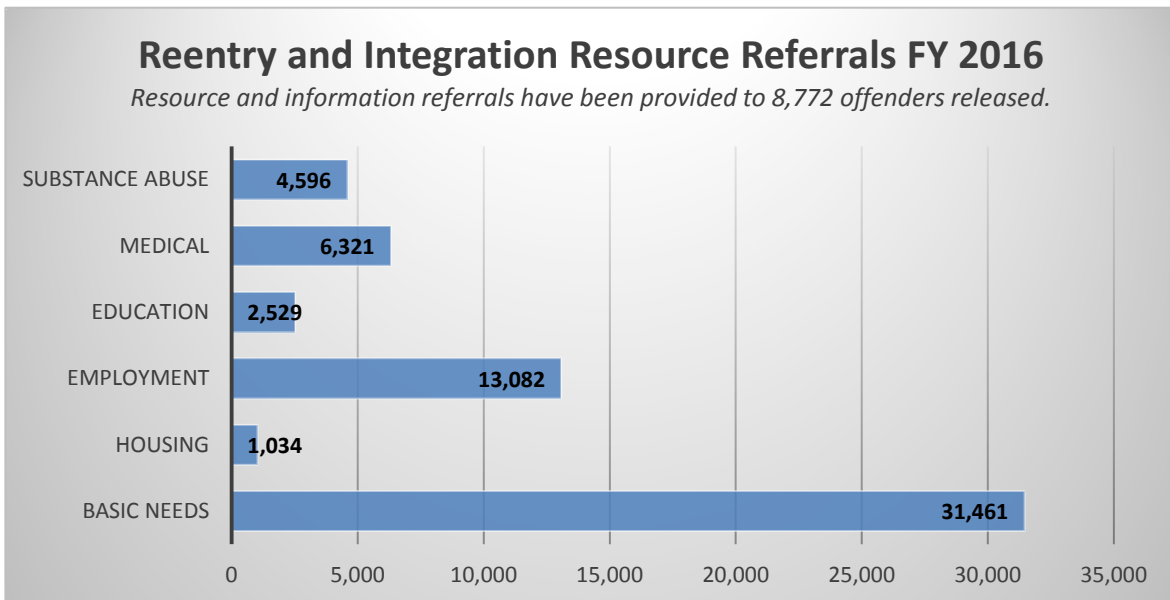 Reentry and Integration Resource Referrals FY 2016
Resource and information referrals have been provided to 8,772 offenders released.
SUBSTANCE ABUSE 4,596
MEDICAL 6,321
EDUCATION 2,529
EMPLOYMENT 13,082
HOUSING 1,034
BASIC NEEDS 31,461
0 5,000 10,000 15,000 20,000 25,000 30,000 35,000